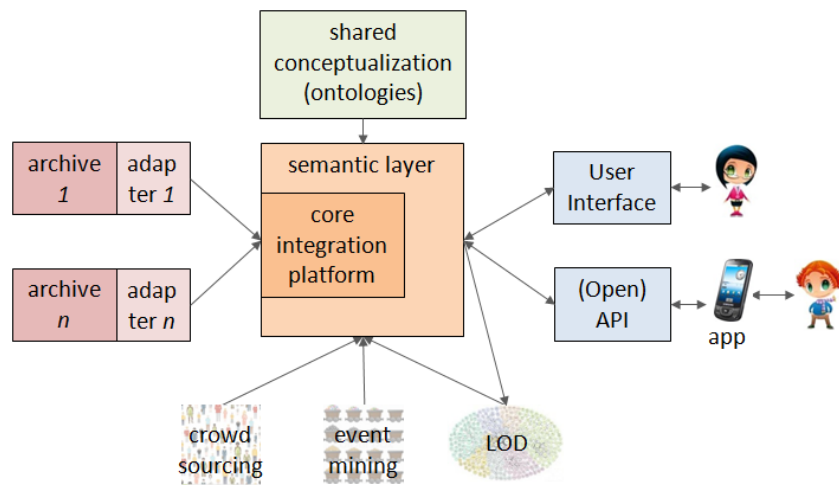 shared
conceptualization
(ontologies)
archive
1
adap
ter 1
semantic layer
core
integration
platform
User
Interface
archive
n
adap
ter n
(Open)
API
app
crowd
sourcing
event
mining
LOD